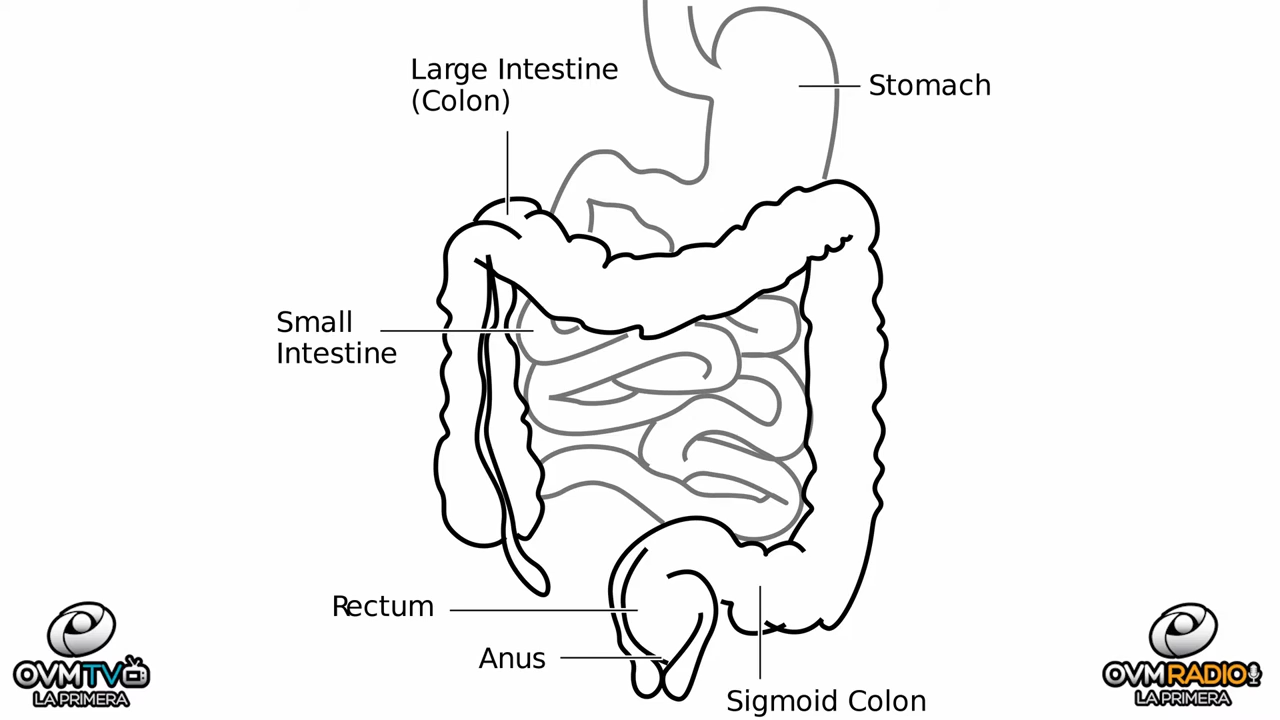 Large Intestine
(Colon)
Stomach
Small
Intestine
Rectum
Anus
Sigmoid Colon
OVMTV
LA PRIMERA
OVMRADIO
LA PRIMERA